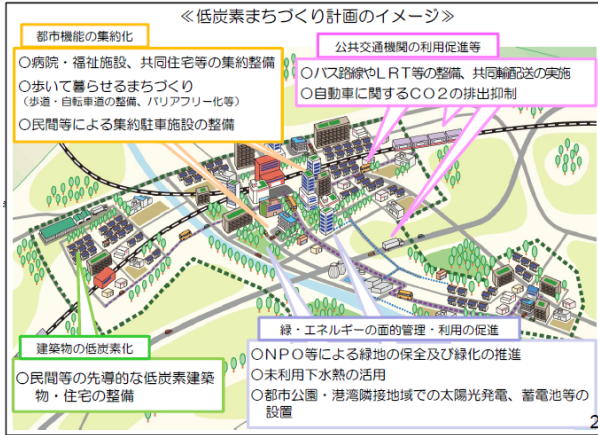 ≪低炭素まちづくり計画のイメージ≫
都市機能の集約化
○病院・福祉施設、共同住宅等の集約整備
○歩いて暮らせるまちづくり
（歩道・自転車道の整備、バリアフリー化等）
○民間等による集約駐車施設の整備
公共交通機関の利用促進等
○バス路線やＬＲＴ等の整備、共同輸配送の実施
○自動車に関するＣＯ２の排出抑制
建築物の低炭素化
○民間等の先導的な低炭素建築
物・住宅の整備
緑・エネルギーの面的管理・利用の促進
○ＮＰＯ等による緑地の保全及び緑化の推進
○未利用下水熱の活用
○都市公園・港湾隣接地域での太陽光発電、蓄電池等の
設置
2